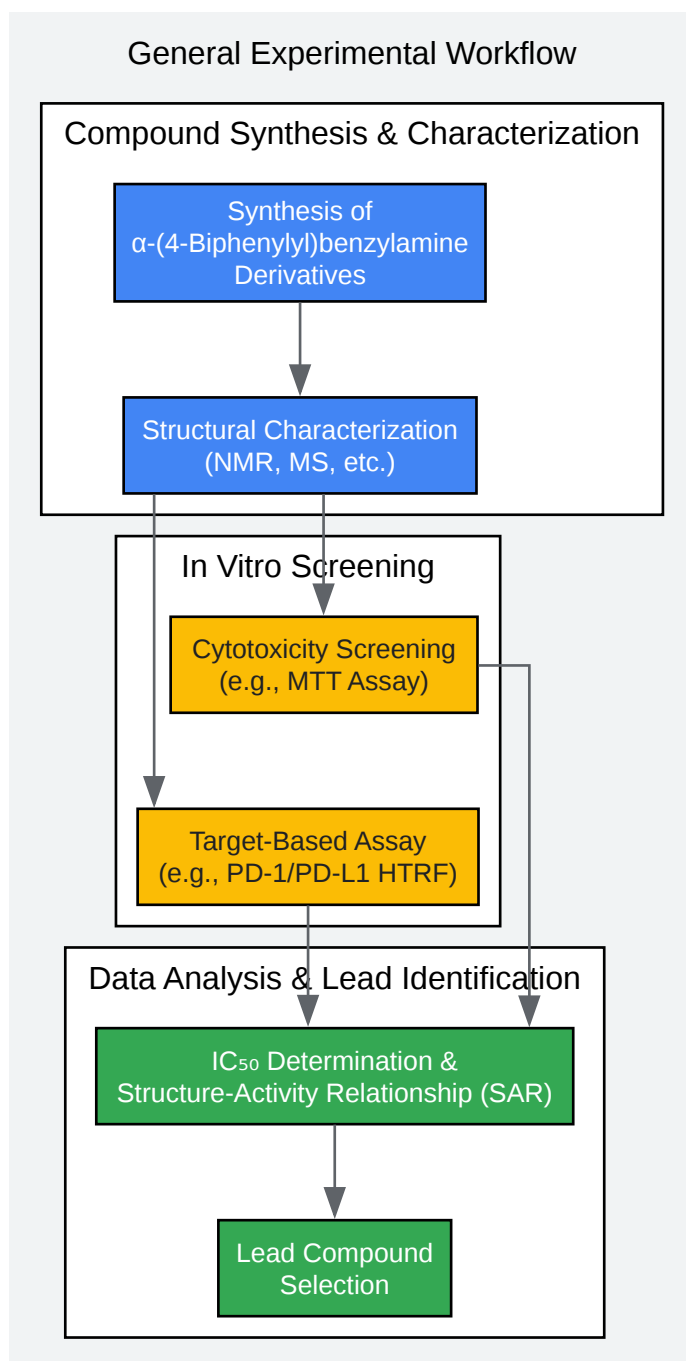 General Experimental Workflow
Compound Synthesis & Characterization
Synthesis of
α-(4-Biphenylyl)benzylamine
Derivatives
Structural Characterization
(NMR, MS, etc.)
In Vitro Screening
Cytotoxicity Screening
(e.g., MTT Assay)
Target-Based Assay
(e.g., PD-1/PD-L1 HTRF)
Data Analysis & Lead Identification
IC₅₀ Determination &
Structure-Activity Relationship (SAR)
Lead Compound
Selection